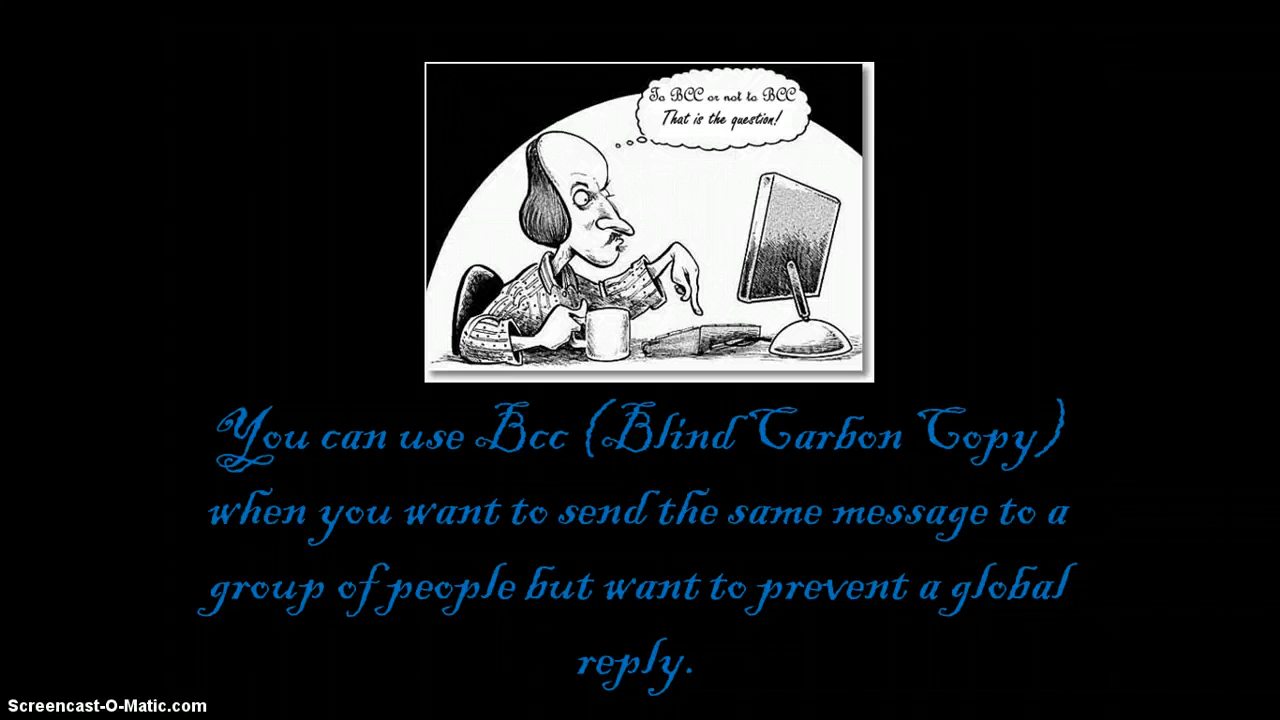 To BCC or not to BCC
That is the question!
You can use Bcc (Blind Carbon Copy)
when you want to send the same message to a
group of people but want to prevent a global
reply.
Screencast-O-Matic.com